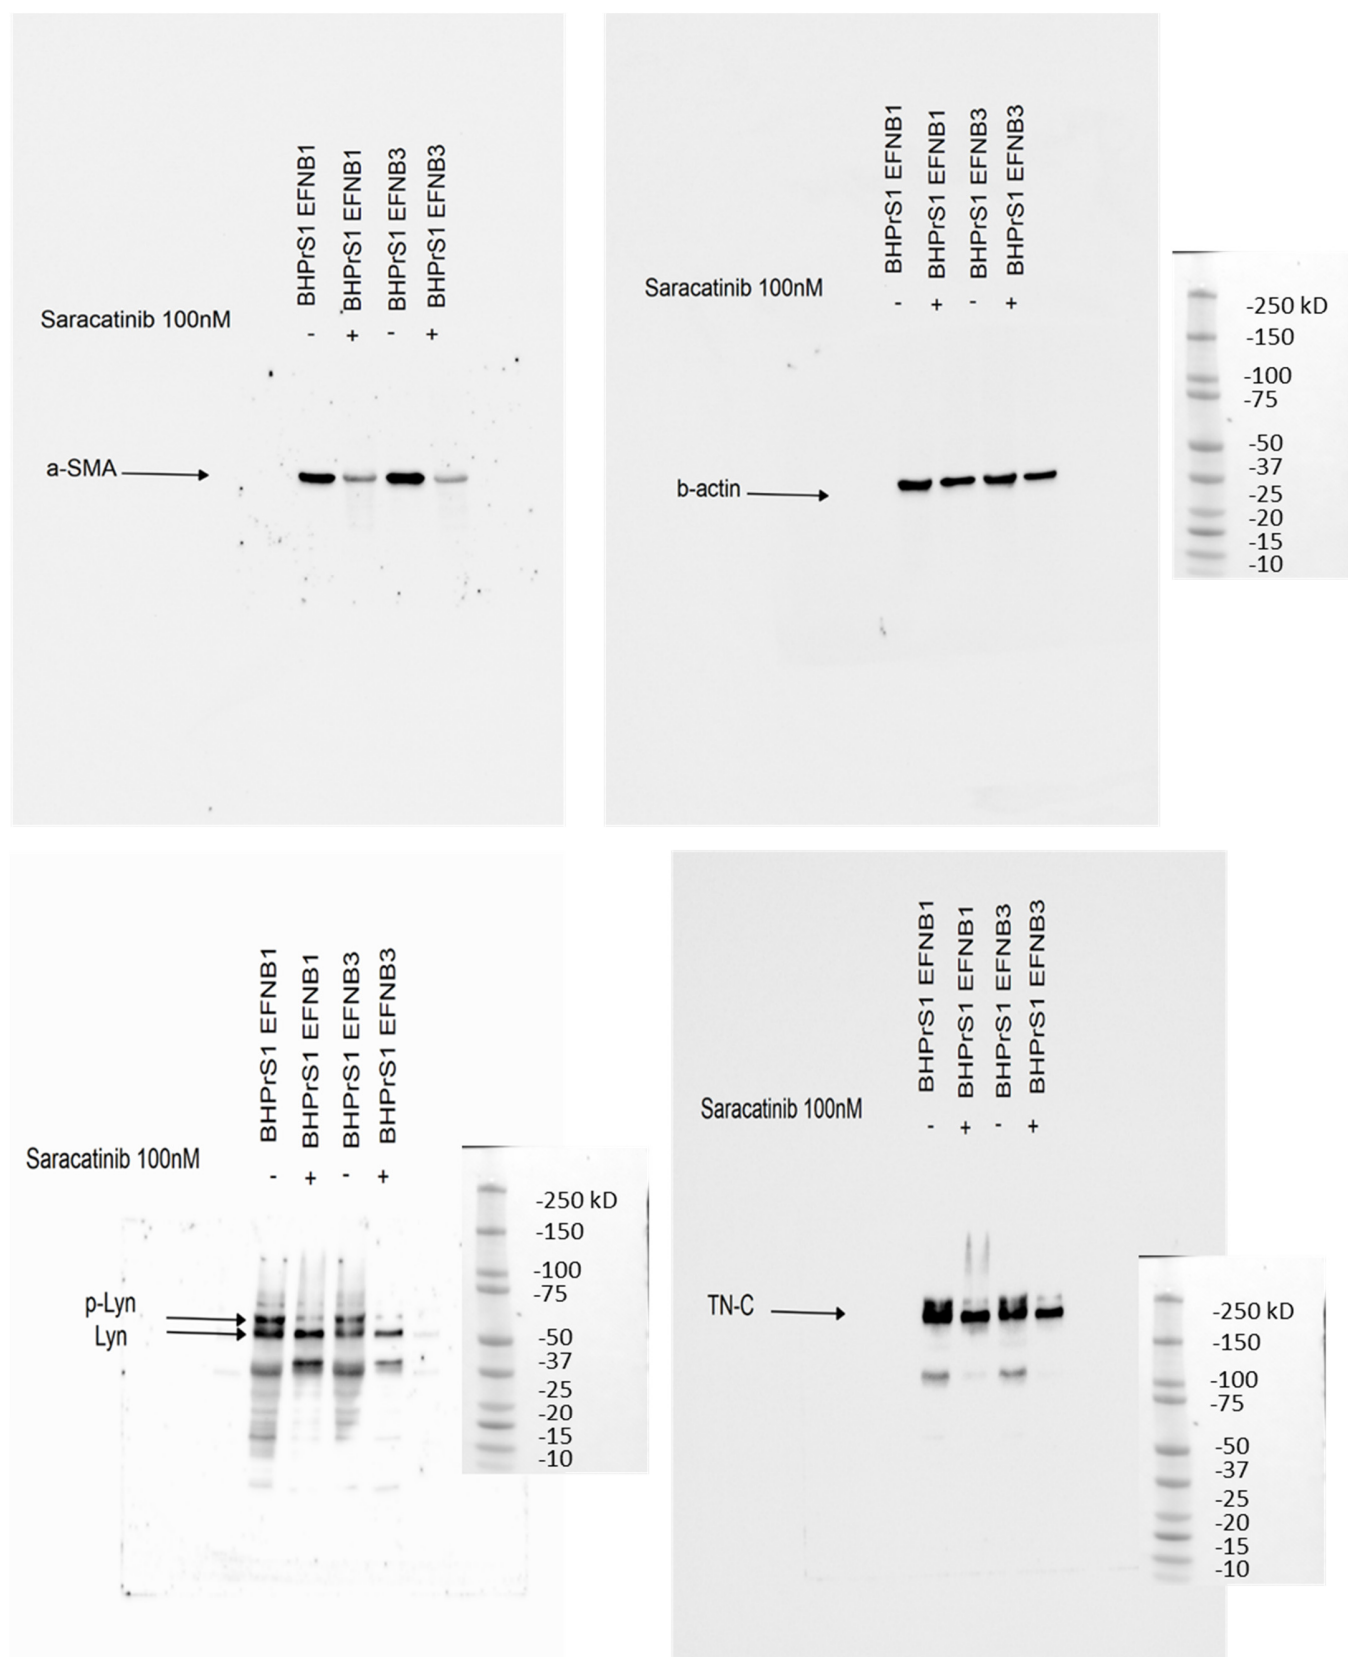 BHPrS1 EFNB1
BHPrS1 EFNB1
BHPrS1 EFNB3
BHPrS1 EFNB3
Saracatinib 100nM
- + - +
a-SMA
BHPrS1 EFNB1
BHPrS1 EFNB1
BHPrS1 EFNB3
BHPrS1 EFNB3
Saracatinib 100nM
- + - +
b-actin
-250 kD
-150
-100
-75
-50
-37
-25
-20
-15
-10
BHPrS1 EFNB1
BHPrS1 EFNB1
BHPrS1 EFNB3
BHPrS1 EFNB3
Saracatinib 100nM
- + - +
p-Lyn
Lyn
-250 kD
-150
-100
-75
-50
-37
-25
-20
-15
-10
BHPrS1 EFNB1
BHPrS1 EFNB1
BHPrS1 EFNB3
BHPrS1 EFNB3
Saracatinib 100nM
- + - +
TN-C
-250 kD
-150
-100
-75
-50
-37
-25
-20
-15
-10